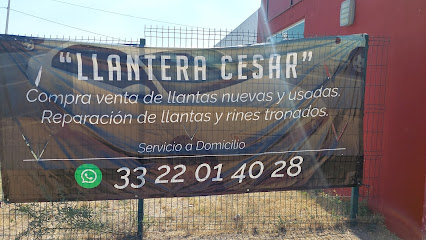 "LLANTERA CESAR"
Compra venta de llantas nuevas y usadas.
Reparación de llantas y rines tronados.
Servicio a Domicilio
33 22 01 40 28